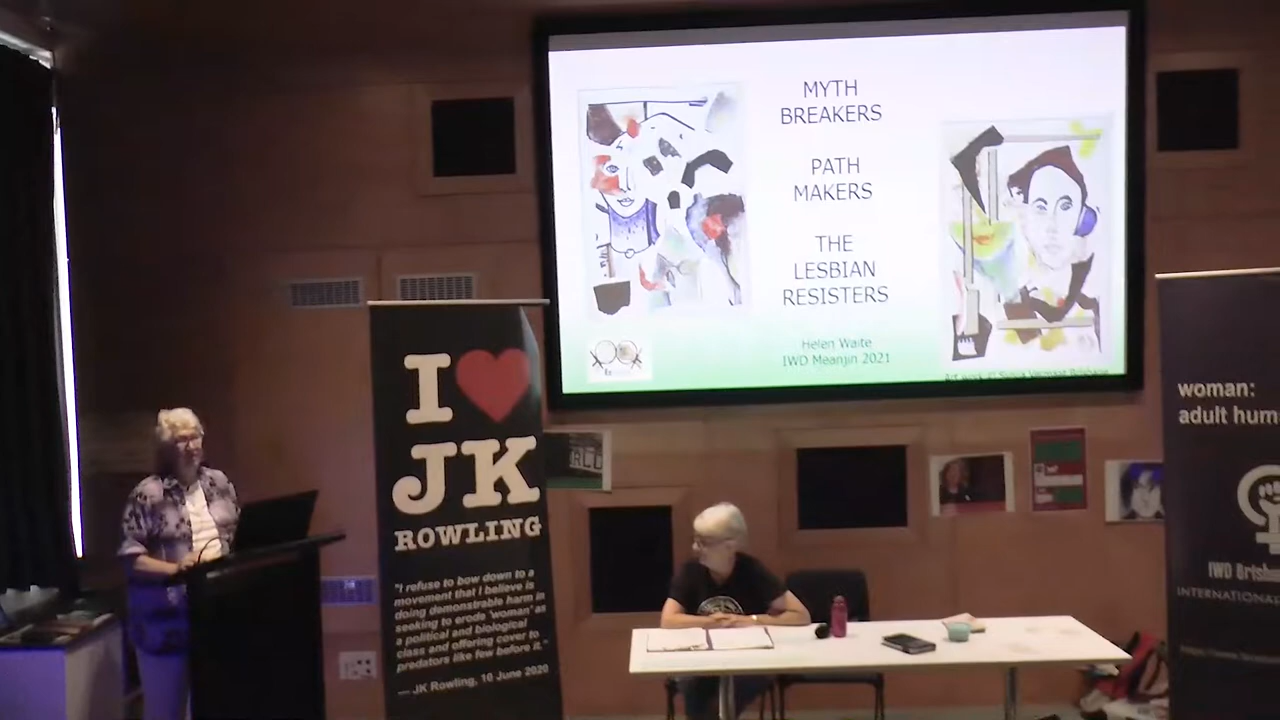 MYTH
BREAKERS
PATH
MAKERS
THE
LESBIAN
RESISTERS
Helen Waite
IWD Meanjin 2021
I
JK
ROWLING
"I refuse to bow down to a
movement that I believe is
doing demonstrable harm in
seeking to erode 'woman' as
a political and biological
class and offering cover to
predators like few before it."
— JK Rowling, 10 June 2020
woman:
adult hum
IWD Brisba
INTERNATIONAL